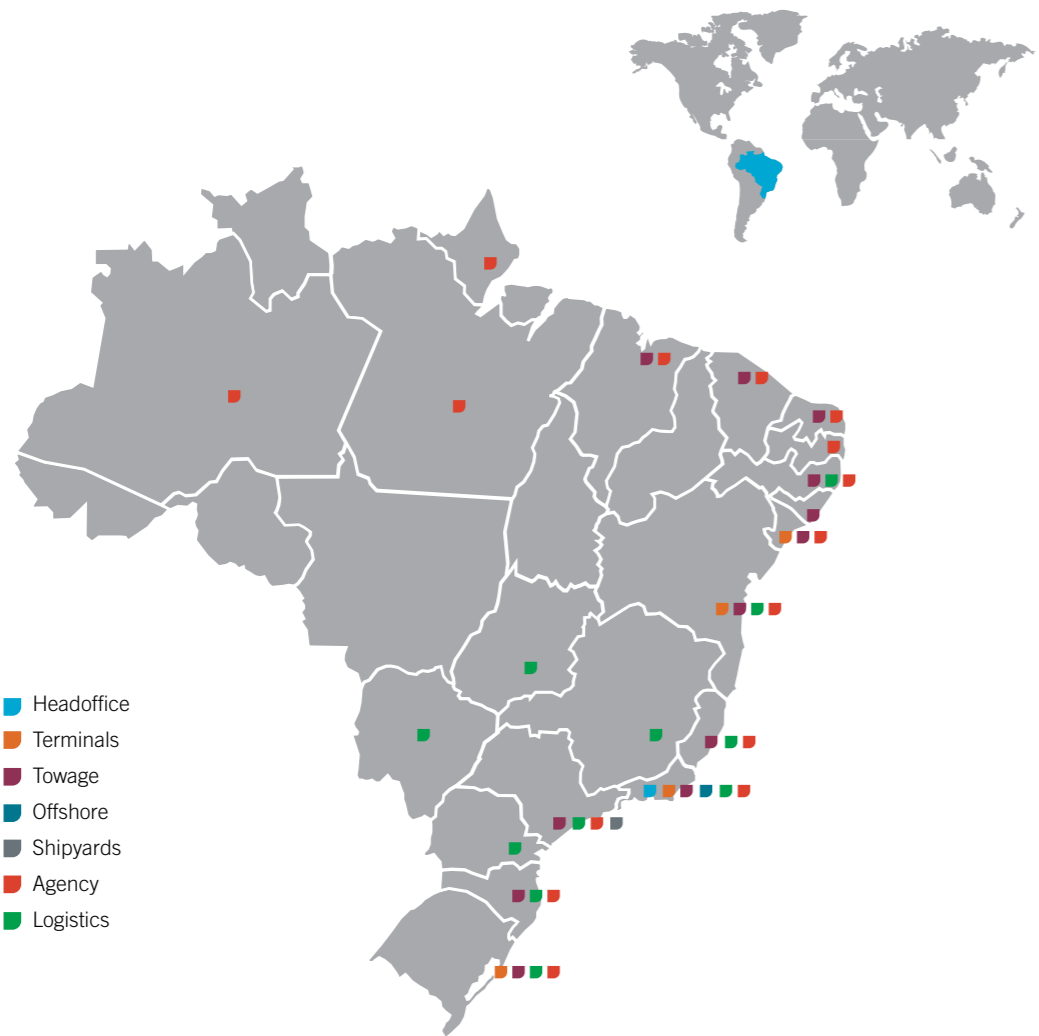 Headoffice
Terminals
Towage
Offshore
Shipyards
Agency
Logistics